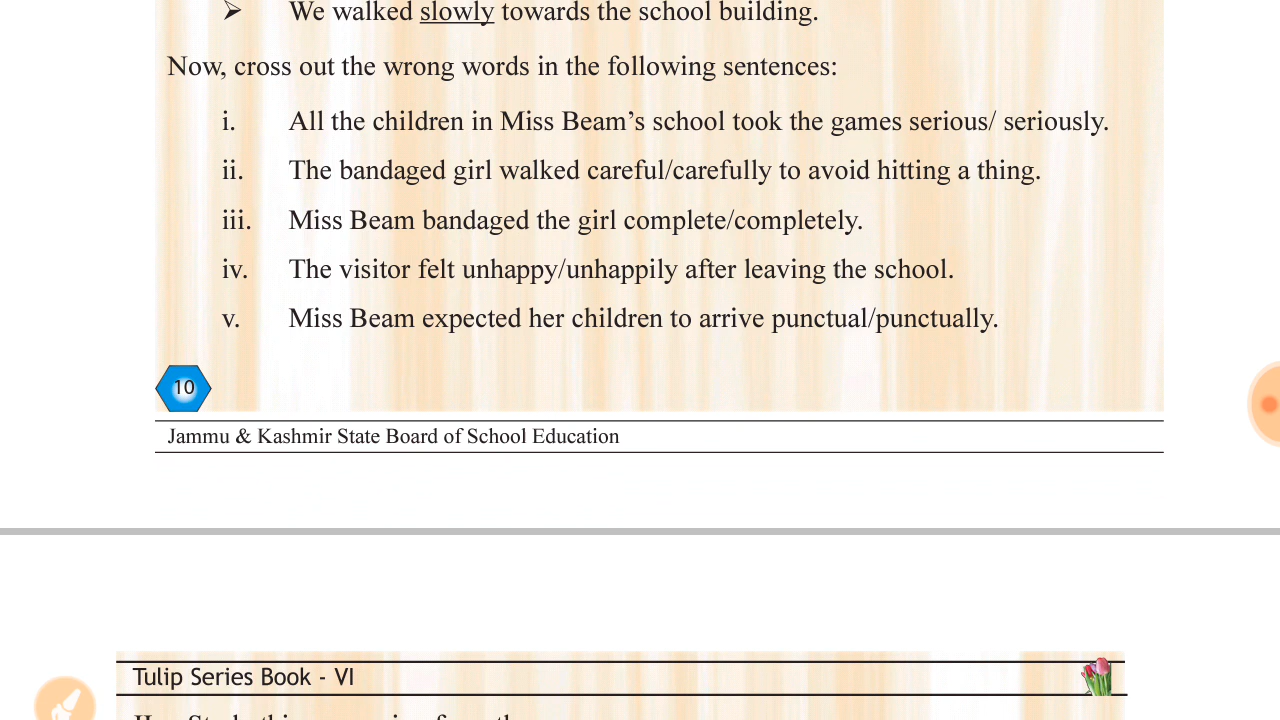 ➢ We walked slowly towards the school building.
Now, cross out the wrong words in the following sentences:
i. All the children in Miss Beam’s school took the games serious/ seriously.
ii. The bandaged girl walked careful/carefully to avoid hitting a thing.
iii. Miss Beam bandaged the girl complete/completely.
iv. The visitor felt unhappy/unhappily after leaving the school.
v. Miss Beam expected her children to arrive punctual/punctually.
10
Jammu & Kashmir State Board of School Education
Tulip Series Book - VI